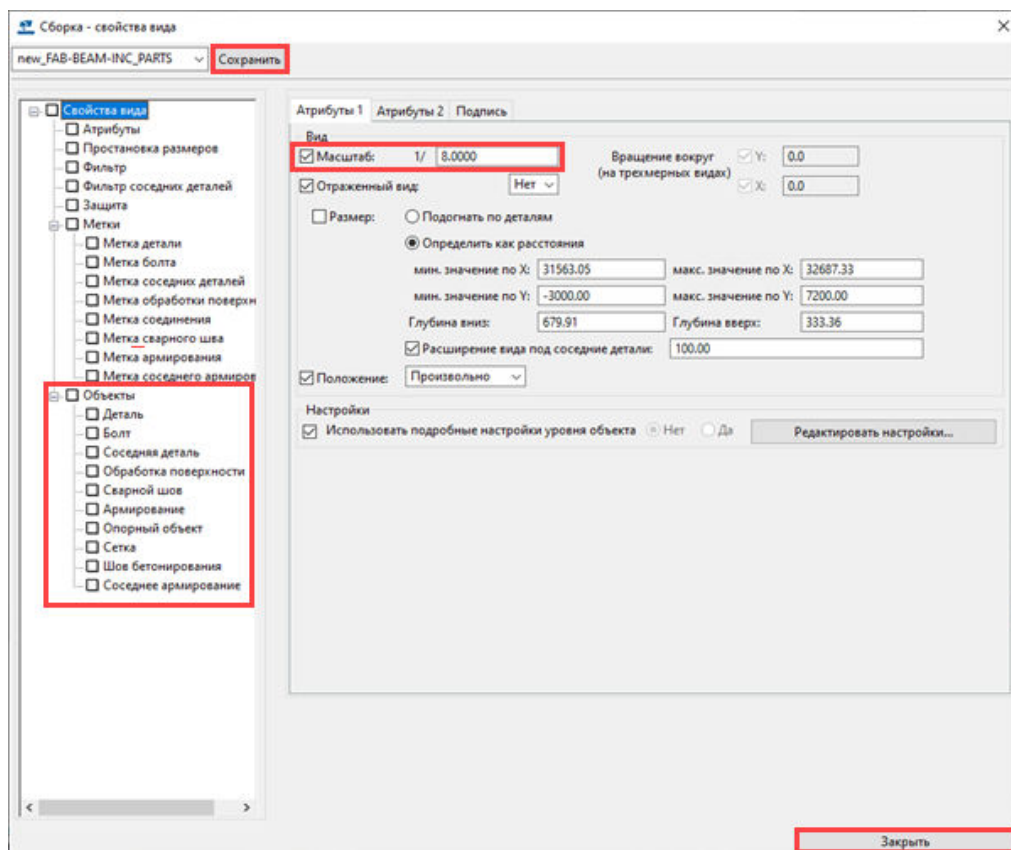 Сборка - свойства вида
new_FAB-BEAM-INC_PARTS Сохранить
Свойства вида
Атрибуты
Простановка размеров
Фильтр
Фильтр соседних деталей
Защита
Метки
Метка детали
Метка болта
Метка соседних деталей
Метка обработки поверхн
Метка соединения
Метка сварного шва
Метка армирования
Метка соседнего армиров
Объекты
Деталь
Болт
Соседняя деталь
Обработка поверхности
Сварной шов
Армирование
Опорный объект
Сетка
Шов бетонирования
Соседнее армирование
Атрибуты 1 Атрибуты 2 Подпись
Вид
Масштаб: 1/ 8.0000
Вращение вокруг Y: 0.0
(на трехмерных видах) X: 0.0
Отраженный вид: Нет
Размер: Подогнать по деталям
Определить как расстояния
мин. значение по X: 31563.05 макс. значение по X: 32687.33
мин. значение по Y: -3000.00 макс. значение по Y: 7200.00
Глубина вниз: 679.91 Глубина вверх: 333.36
Расширение вида под соседние детали: 100.00
Положение: Произвольно
Настройки
Использовать подробные настройки уровня объекта Нет Да Редактировать настройки...
Закрыть